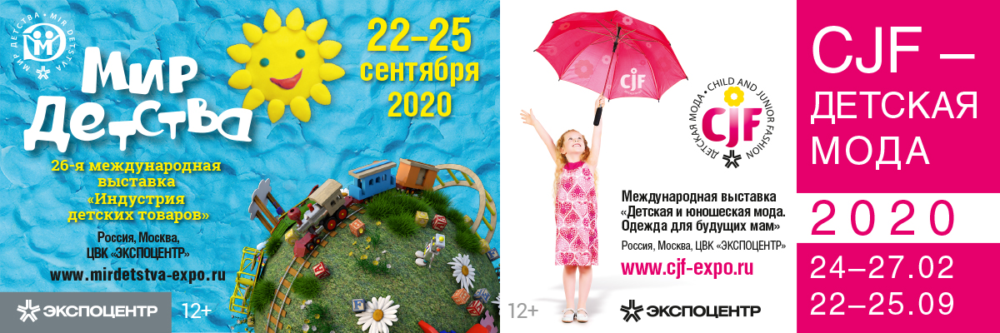 МИР ДЕТСТВА • MIR DETSTVA
М
Мир
Детства
22–25
сентября
2020
26-я международная
выставка
«Индустрия
детских товаров»
Россия, Москва,
ЦВК «ЭКСПОЦЕНТР»
www.mirdetstva-expo.ru
ЭКСПОЦЕНТР
12+
CJF
ДЕТСКАЯ МОДА • CHILD AND JUNIOR FASHION
CJF
Международная выставка
«Детская и юношеская мода.
Одежда для будущих мам»
Россия, Москва, ЦВК «ЭКСПОЦЕНТР»
www.cjf-expo.ru
12+
ЭКСПОЦЕНТР
CJF –
ДЕТСКАЯ
МОДА
2020
24–27.02
22–25.09